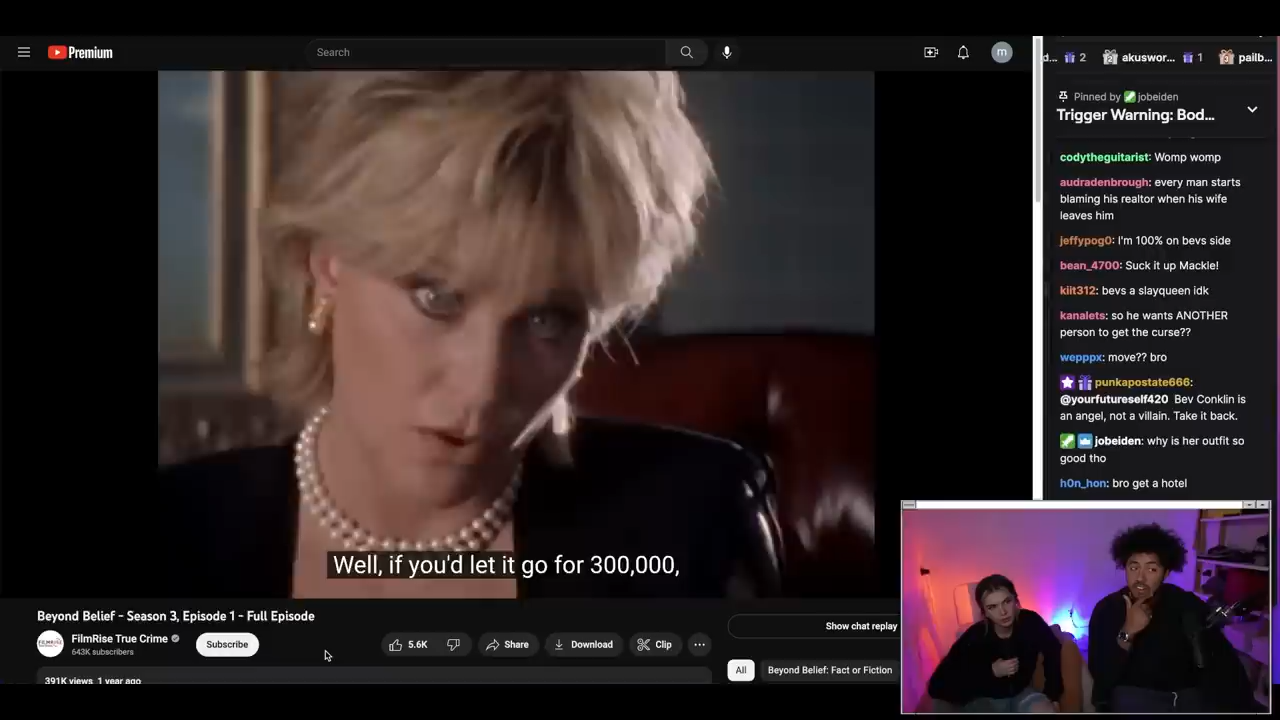 Premium
Search
m
d... 2 akuswor... 1 pailb...
Pinned by jobeiden
Trigger Warning: Bod...
codytheguitarist: Womp womp
audradenbrough: every man starts
blaming his realtor when his wife
leaves him
jeffypog0: I'm 100% on bevs side
bean_4700: Suck it up Mackle!
kiit312: bevs a slayqueen idk
kanalets: so he wants ANOTHER
person to get the curse??
wepppx: move?? bro
punkapostate666:
@yourfutureself420 Bev Conklin is
an angel, not a villain. Take it back.
jobeiden: why is her outfit so
good tho
h0n_hon: bro get a hotel
Well, if you'd let it go for 300,000,
Beyond Belief - Season 3, Episode 1 - Full Episode
FilmRise True Crime
643K subscribers
Subscribe
5.6K
Share
Download
Clip
Show chat replay
All
Beyond Belief: Fact or Fiction
391K views 1 year ago